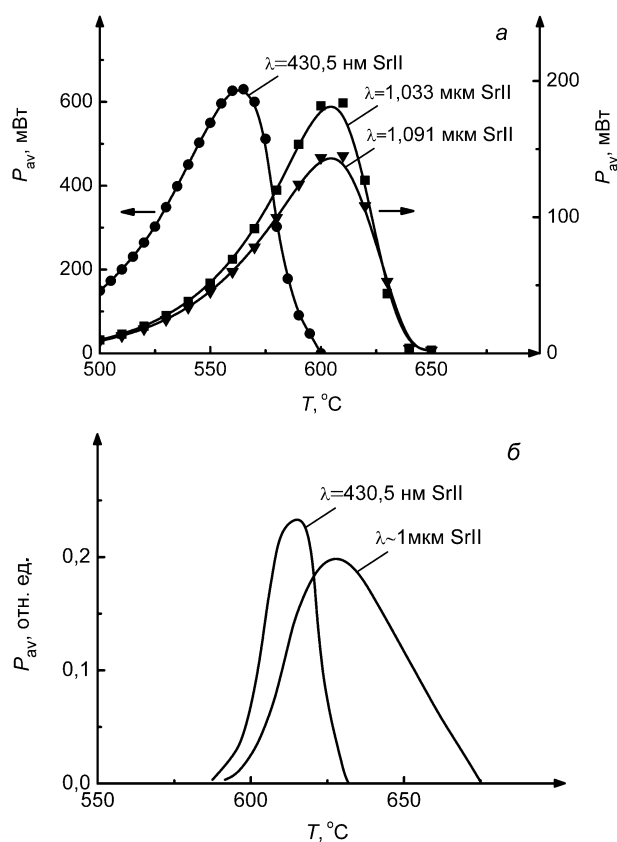 а
λ=430,5 нм SrII
λ=1,033 мкм SrII
λ=1,091 мкм SrII
P_av, мВт
600
400
200
0
200
100
0
P_av, мВт
500
550
600
650
T, °C
б
λ=430,5 нм SrII
λ~1мкм SrII
P_av, отн. ед.
0,2
0,1
0,0
550
600
650
T, °C